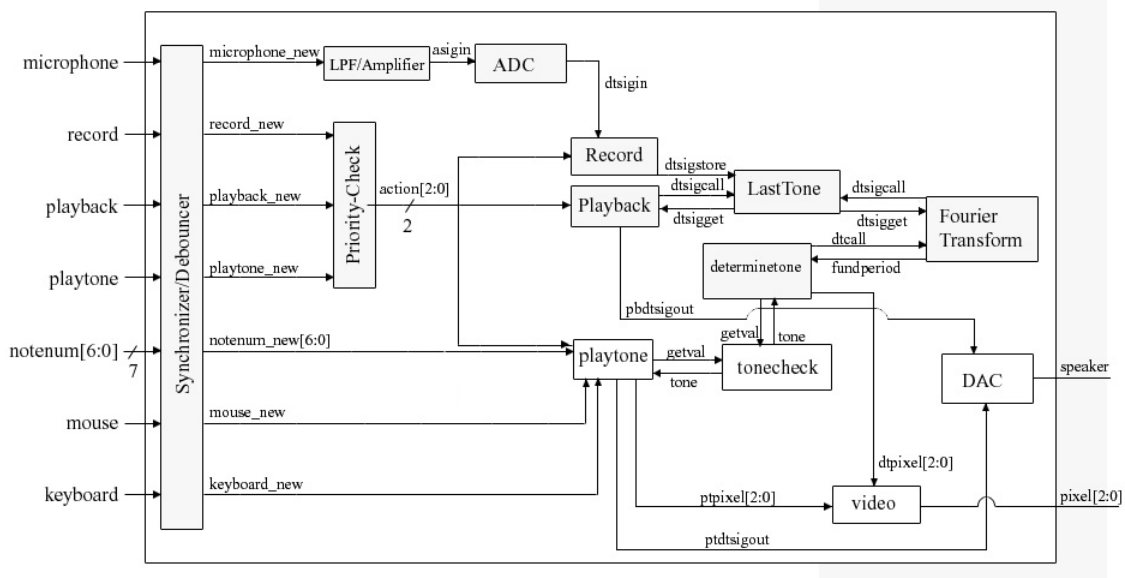 microphone
record
playback
playtone
notenum[6:0]
7
mouse
keyboard
Synchronizer/Debouncer
microphone_new
record_new
playback_new
playtone_new
notenum_new[6:0]
mouse_new
keyboard_new
LPF/Amplifier
asigin
ADC
dtsigin
Priority-Check
action[2:0]
2
Record
dtsigstore
Playback
dtsigcall
dtsigget
LastTone
dtsigcall
dtsigget
Fourier
Transform
determinetone
dtcall
fundperiod
pbdtsigout
getval
tone
playtone
getval
tone
tonecheck
DAC
speaker
dtpixel[2:0]
ptpixel[2:0]
video
pixel[2:0]
ptdtsigout